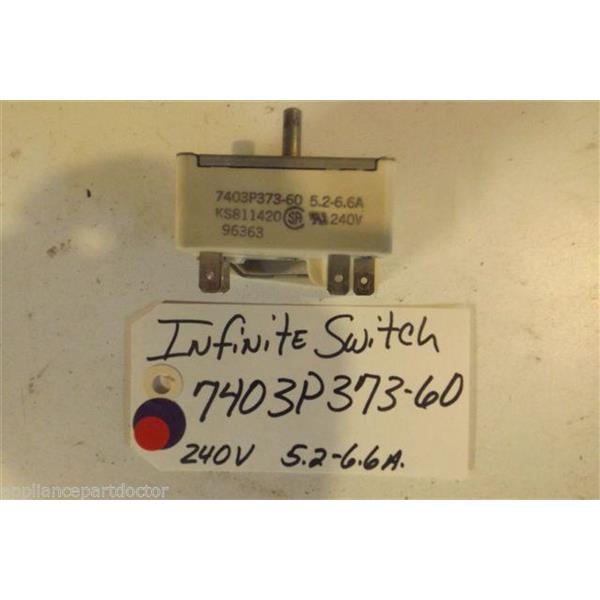 7403P373-60 5.2-6.6A
KS811420 SA 240V
96363
INFINITE Switch
7403P373-60
240V 5.2-6.6A.
appliancepartdoctor